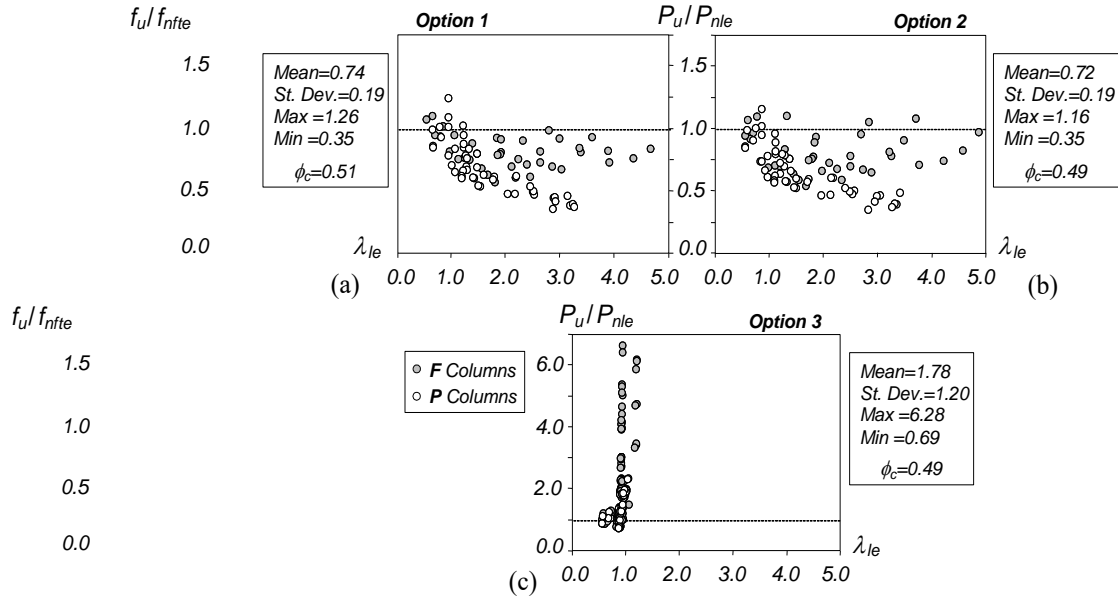 f_u/f_nfte
Option 1
P_u/P_nle
Option 2
1.5
1.0
0.5
0.0
Mean=0.74
St. Dev.=0.19
Max =1.26
Min =0.35
ϕ_c=0.51
1.5
1.0
0.5
0.0
Mean=0.72
St. Dev.=0.19
Max =1.16
Min =0.35
ϕ_c=0.49
λ_le
λ_le
0.0 1.0 2.0 3.0 4.0 5.0
0.0 1.0 2.0 3.0 4.0 5.0
(a)
(b)
f_u/f_nfte
P_u/P_nle
Option 3
1.5
1.0
0.5
0.0
F Columns
P Columns
6.0
4.0
2.0
0.0
Mean=1.78
St. Dev.=1.20
Max =6.28
Min =0.69
ϕ_c=0.49
λ_le
0.0 1.0 2.0 3.0 4.0 5.0
(c)